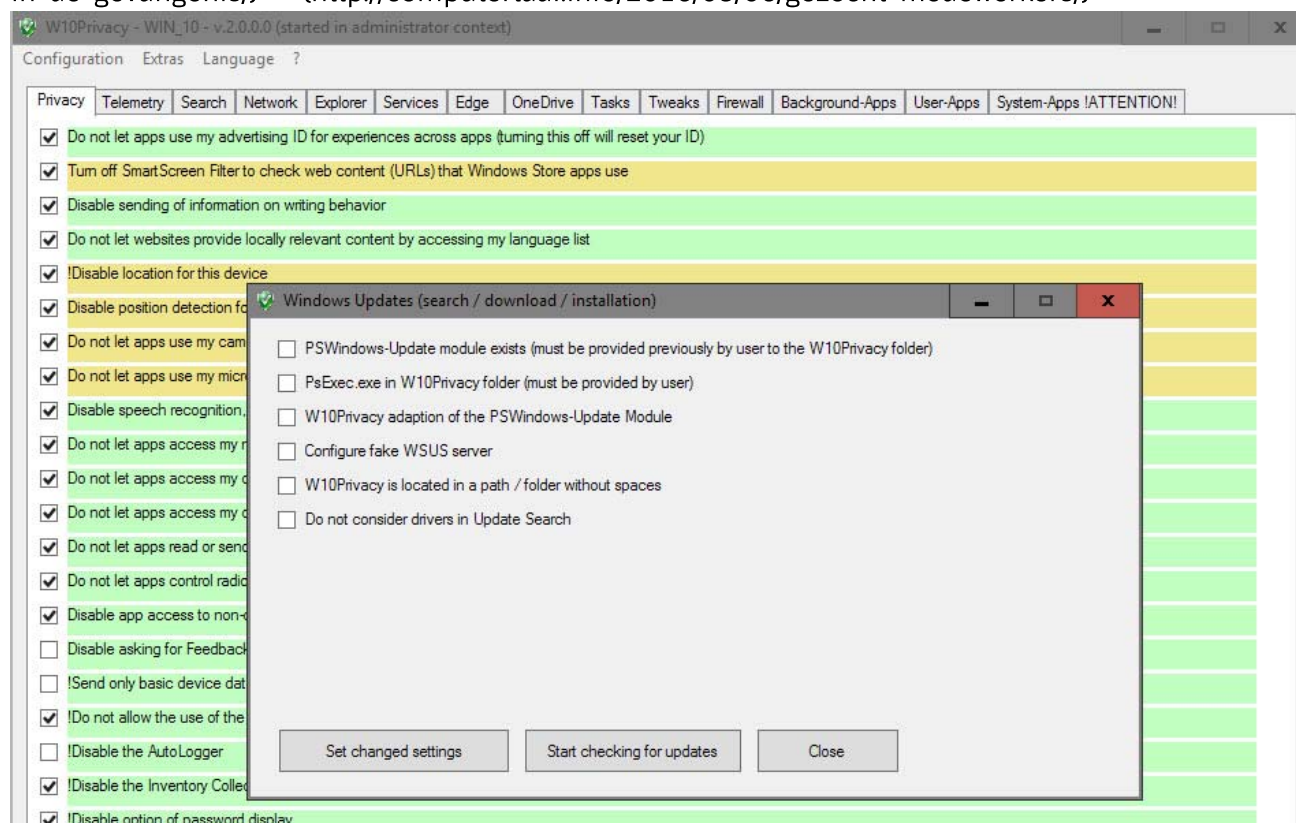 W10Privacy - WIN_10 - v.2.0.0.0 (started in administrator context)
Configuration Extras Language ?
Privacy Telemetry Search Network Explorer Services Edge OneDrive Tasks Tweaks Firewall Background-Apps User-Apps System-Apps !ATTENTION!
Do not let apps use my advertising ID for experiences across apps (turning this off will reset your ID)
Turn off SmartScreen Filter to check web content (URLs) that Windows Store apps use
Disable sending of information on writing behavior
Do not let websites provide locally relevant content by accessing my language list
!Disable location for this device
Disable position detection
Do not let apps use my
Do not let apps use my
Disable speech recognition,
Do not let apps access my
Do not let apps access my
Do not let apps access my
Do not let apps read or
Do not let apps control
Disable app access to
Disable asking for
!Send only basic device
!Do not allow the use of the
!Disable the AutoLogger
!Disable the Inventory
!Disable option of password display
Windows Updates (search / download / installation)
PSWindows-Update module exists (must be provided previously by user to the W10Privacy folder)
PsExec.exe in W10Privacy folder (must be provided by user)
W10Privacy adaption of the PSWindows-Update Module
Configure fake WSUS server
W10Privacy is located in a path / folder without spaces
Do not consider drivers in Update Search
Set changed settings Start checking for updates Close